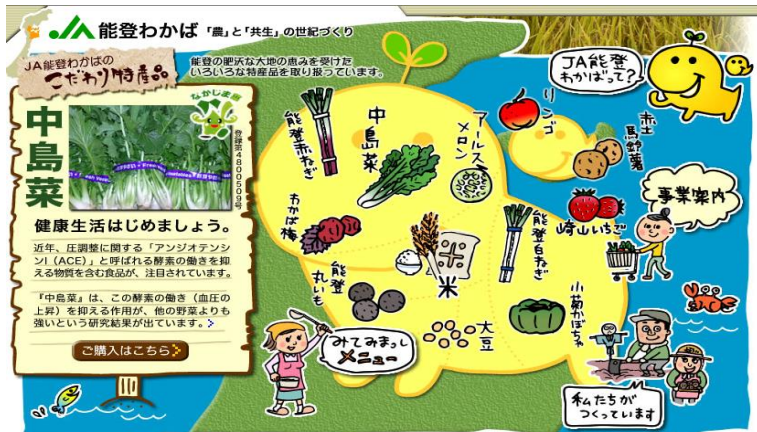 JA 能登わかば 「農」と「共生」の世紀づくり
JA能登わかばの
こだわり特産品
能登の肥沃な大地の恵みを受けた
いろいろな特産品を取り扱っています。
JA能登
わかばって?
なかじま菜
中島菜
登録第4800509号
健康生活はじめましょう。
近年、圧調整に関する「アンジオテンシ
ンI(ACE)」と呼ばれる酵素の働きを抑
える物質を含む食品が、注目されています。
『中島菜』は、この酵素の働き(血圧の
上昇)を抑える作用が、他の野菜よりも
強いという研究結果が出ています。
ご購入はこちら
能登赤ねぎ
中島菜
アールス
メロン
リンゴ
赤土
馬鈴薯
わかば梅
能登
丸いも
米
能登白ねぎ
崎山いちご
大豆
小菊かぼちゃ
事業案内
みてみまっし
メニュー
私たちが
つくっています